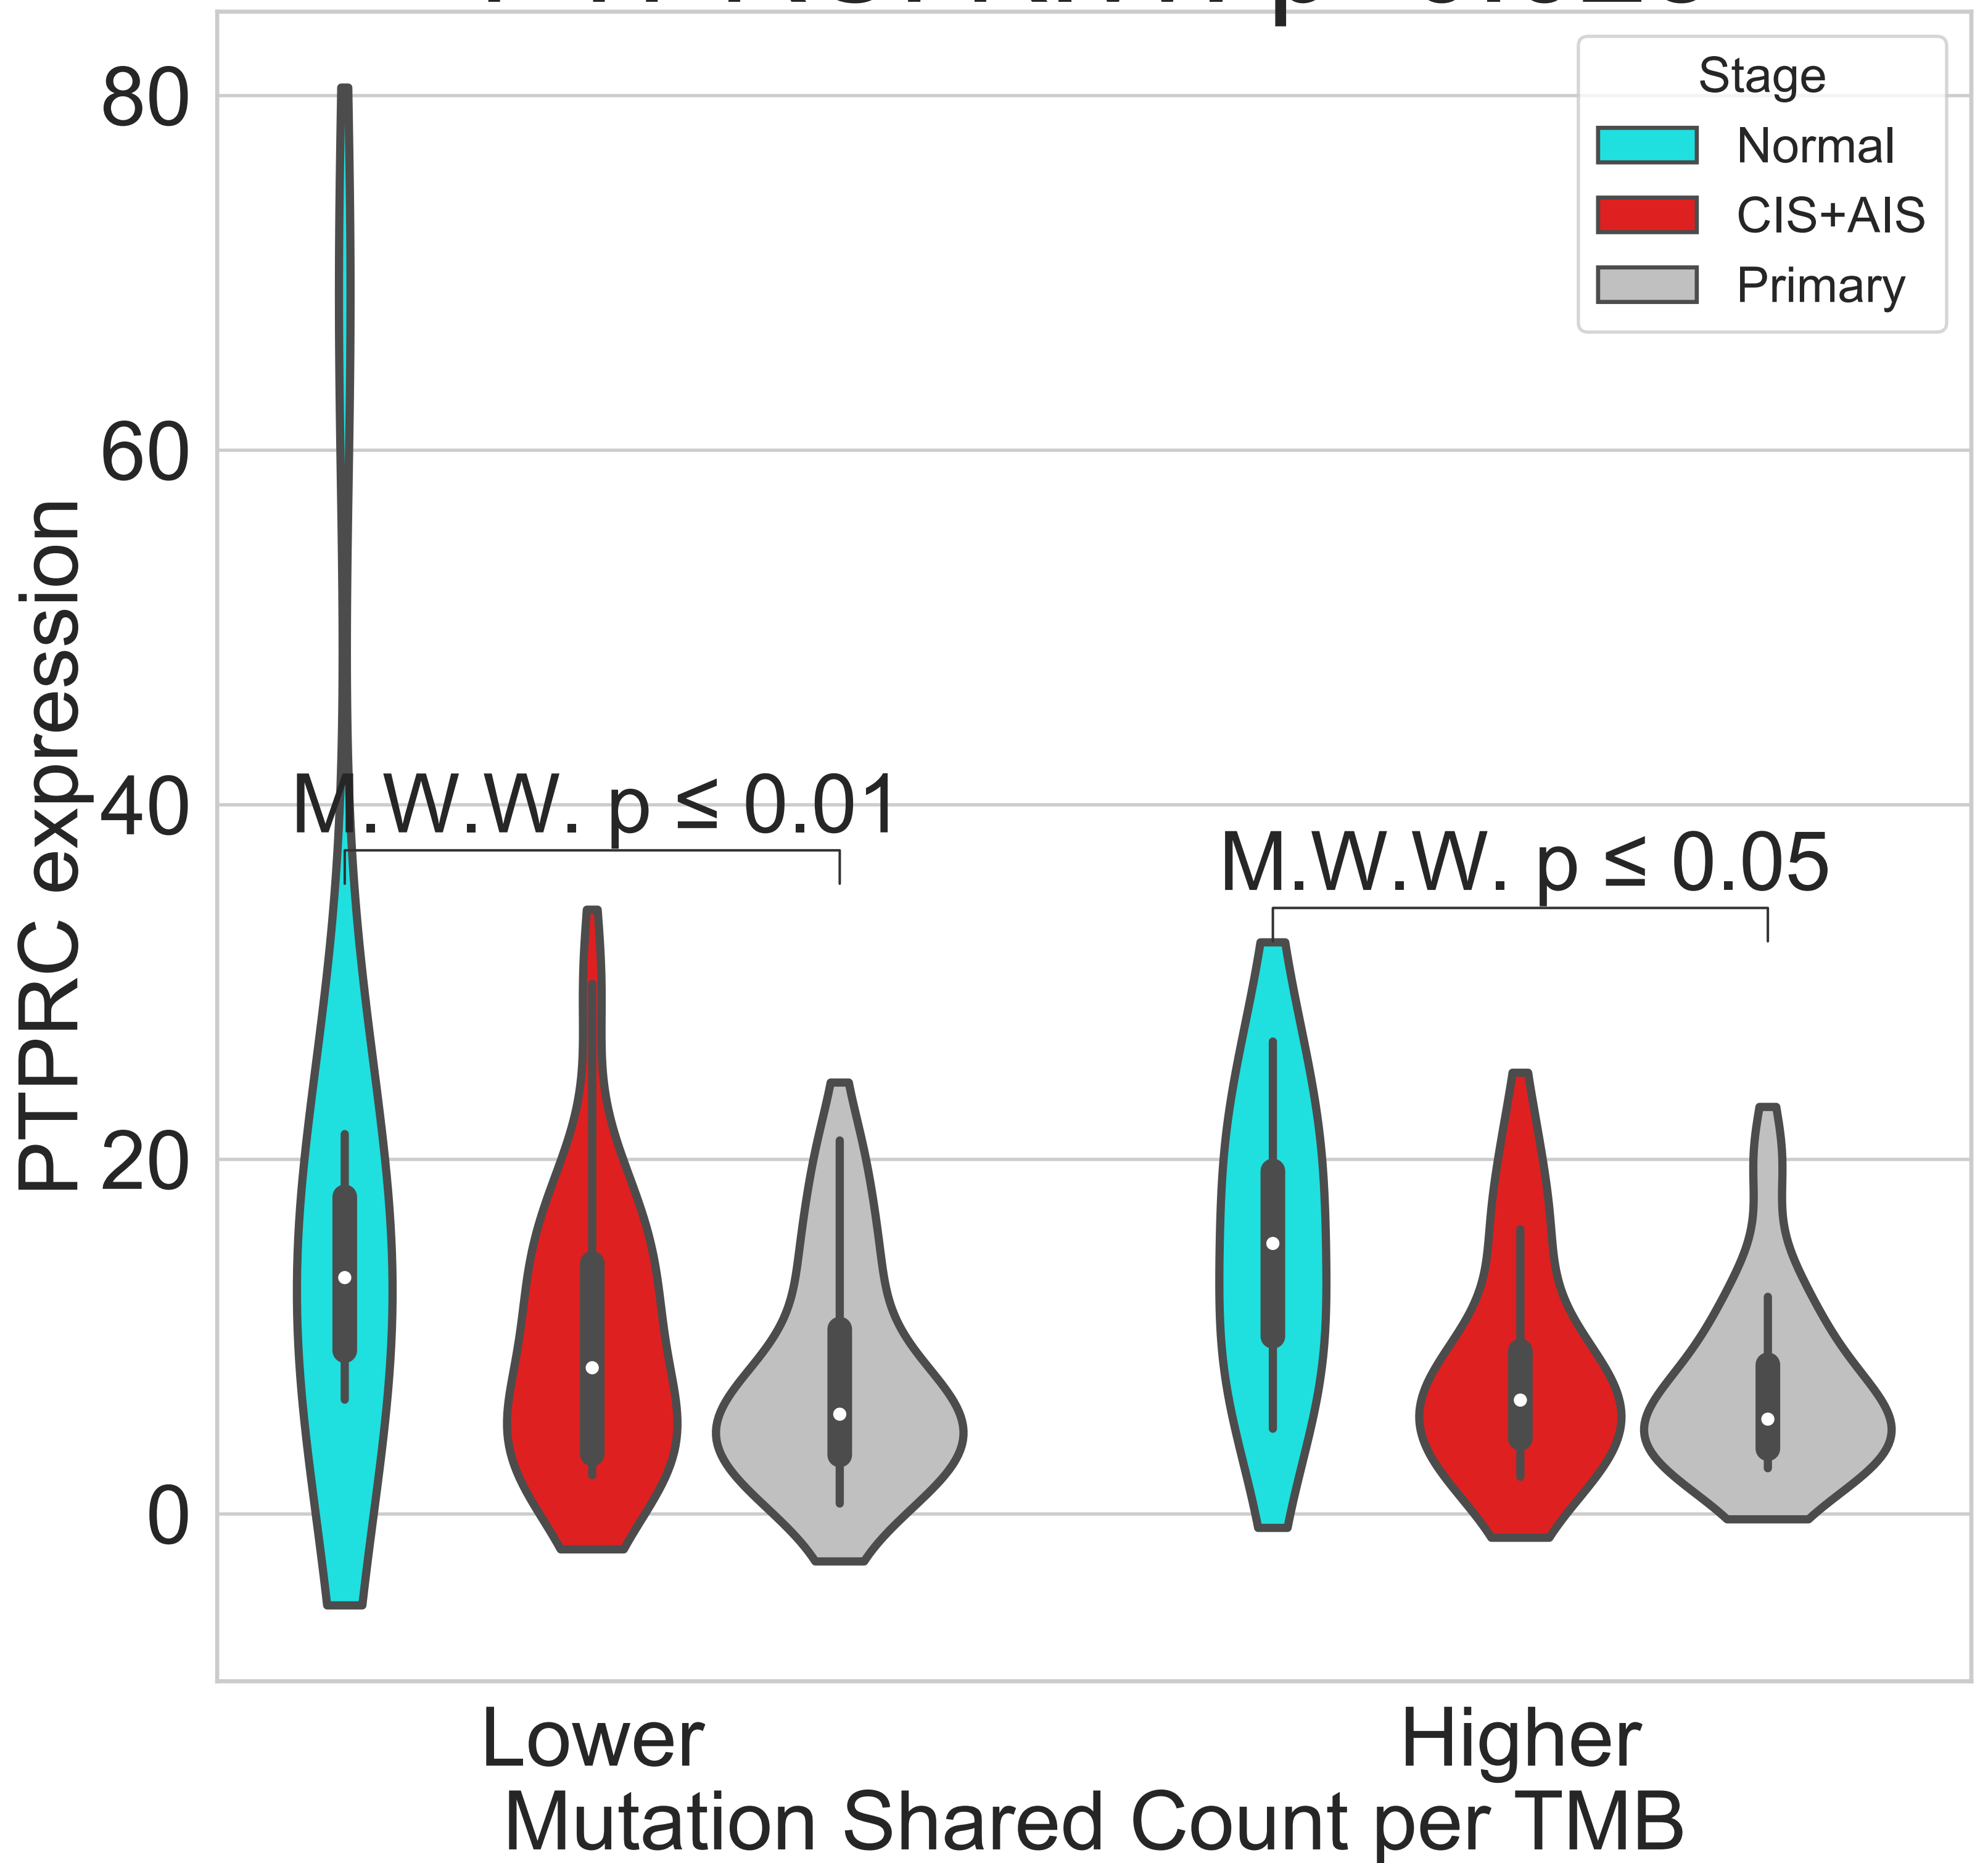 Stage
Normal
CIS+AIS
Primary
80
60
40
20
0
PTPRC expression
M.W.W. p ≤ 0.01
M.W.W. p ≤ 0.05
Lower
Higher
Mutation Shared Count per TMB